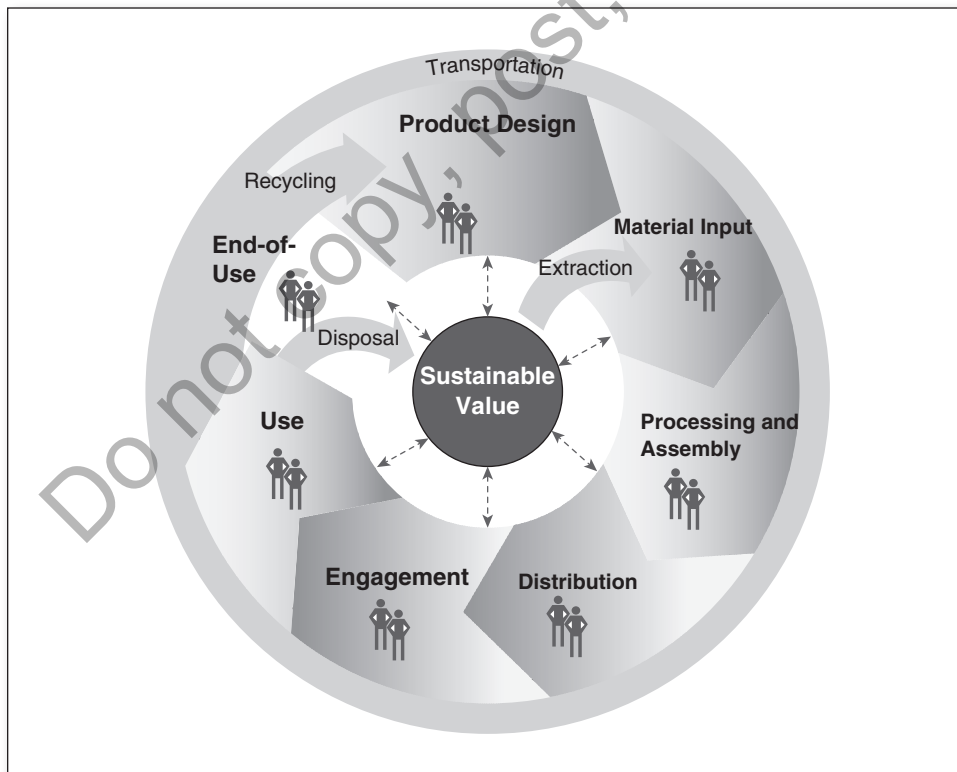 Transportation
Product Design
Recycling
Material Input
End-of-
Use
Extraction
Disposal
Sustainable
Value
Use
Processing and
Assembly
Engagement
Distribution
Do not copy, post,